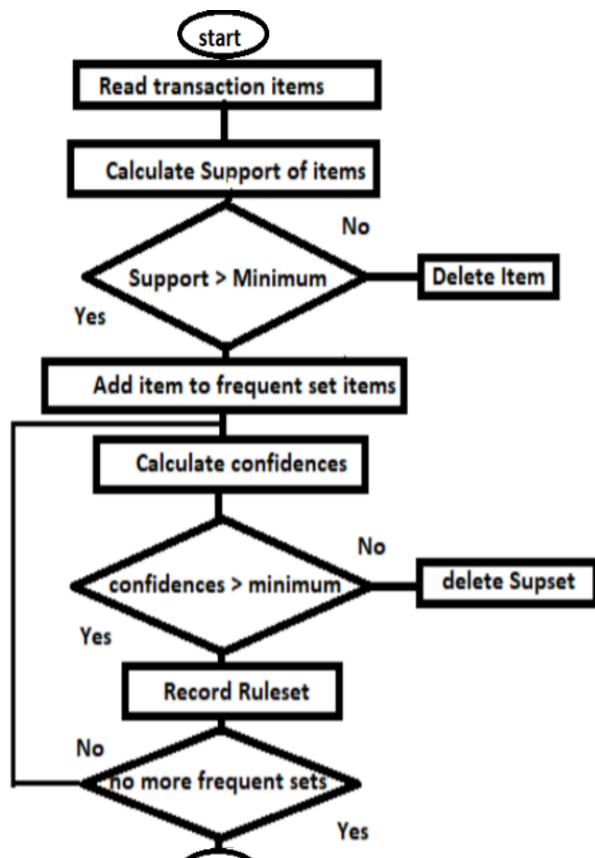 start
Read transaction items
Calculate Support of items
No
Support > Minimum
Delete Item
Yes
Add item to frequent set items
Calculate confidences
No
confidences > minimum
delete Supset
Yes
Record Ruleset
No
no more frequent sets
Yes